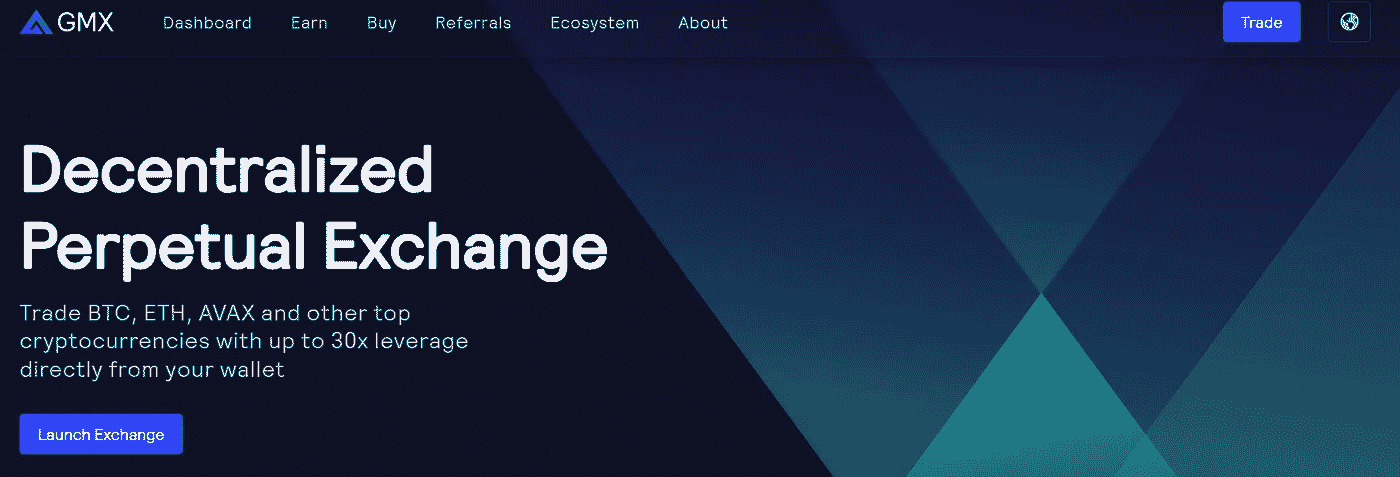 GMX Dashboard Earn Buy Referrals Ecosystem About Trade
Decentralized
Perpetual Exchange
Trade BTC, ETH, AVAX and other top
cryptocurrencies with up to 30x leverage
directly from your wallet
Launch Exchange